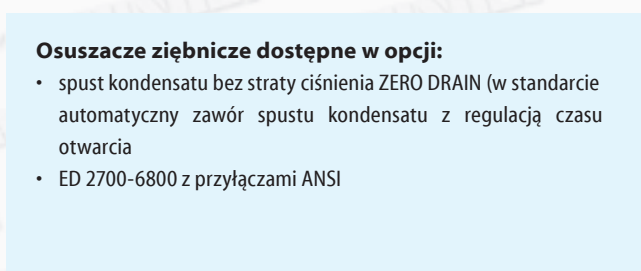 Osuszacze ziębnicze dostępne w opcji:
• spust kondensatu bez straty ciśnienia ZERO DRAIN (w standarcie
automatyczny zawór spustu kondensatu z regulacją czasu
otwarcia
• ED 2700-6800 z przyłączami ANSI